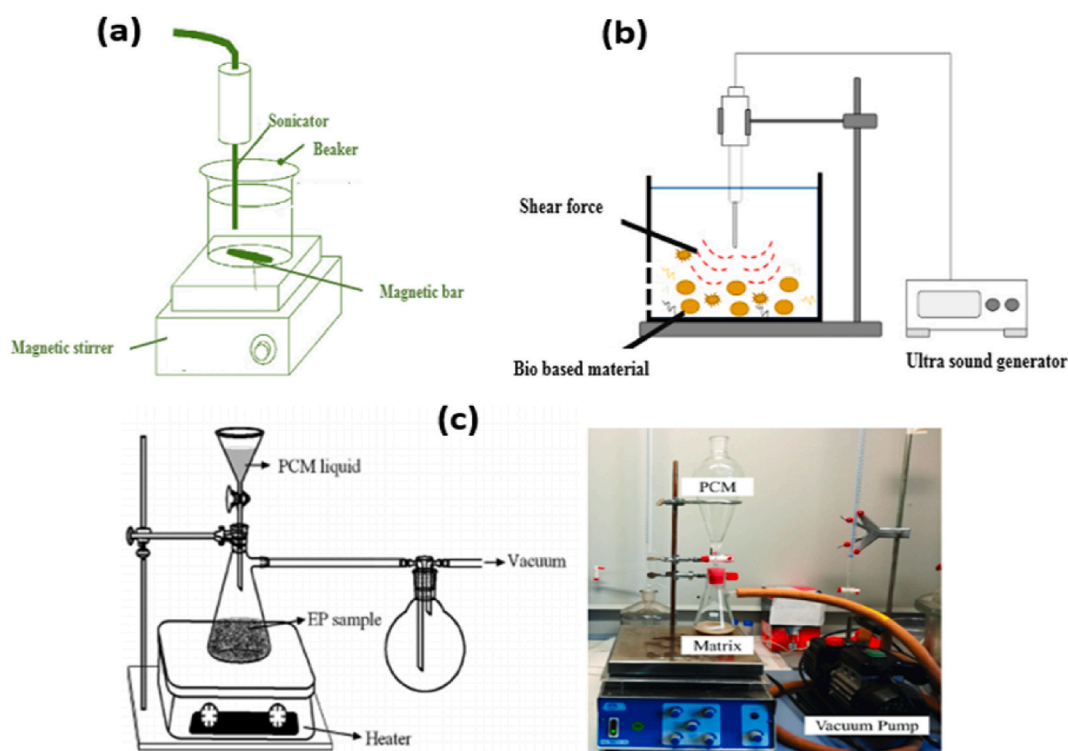 (a)
Sonicator
Beaker
Magnetic bar
Magnetic stirrer
(b)
Shear force
Bio based material
Ultra sound generator
(c)
PCM liquid
Vacuum
EP sample
Heater
PCM
Matrix
Vacuum Pump